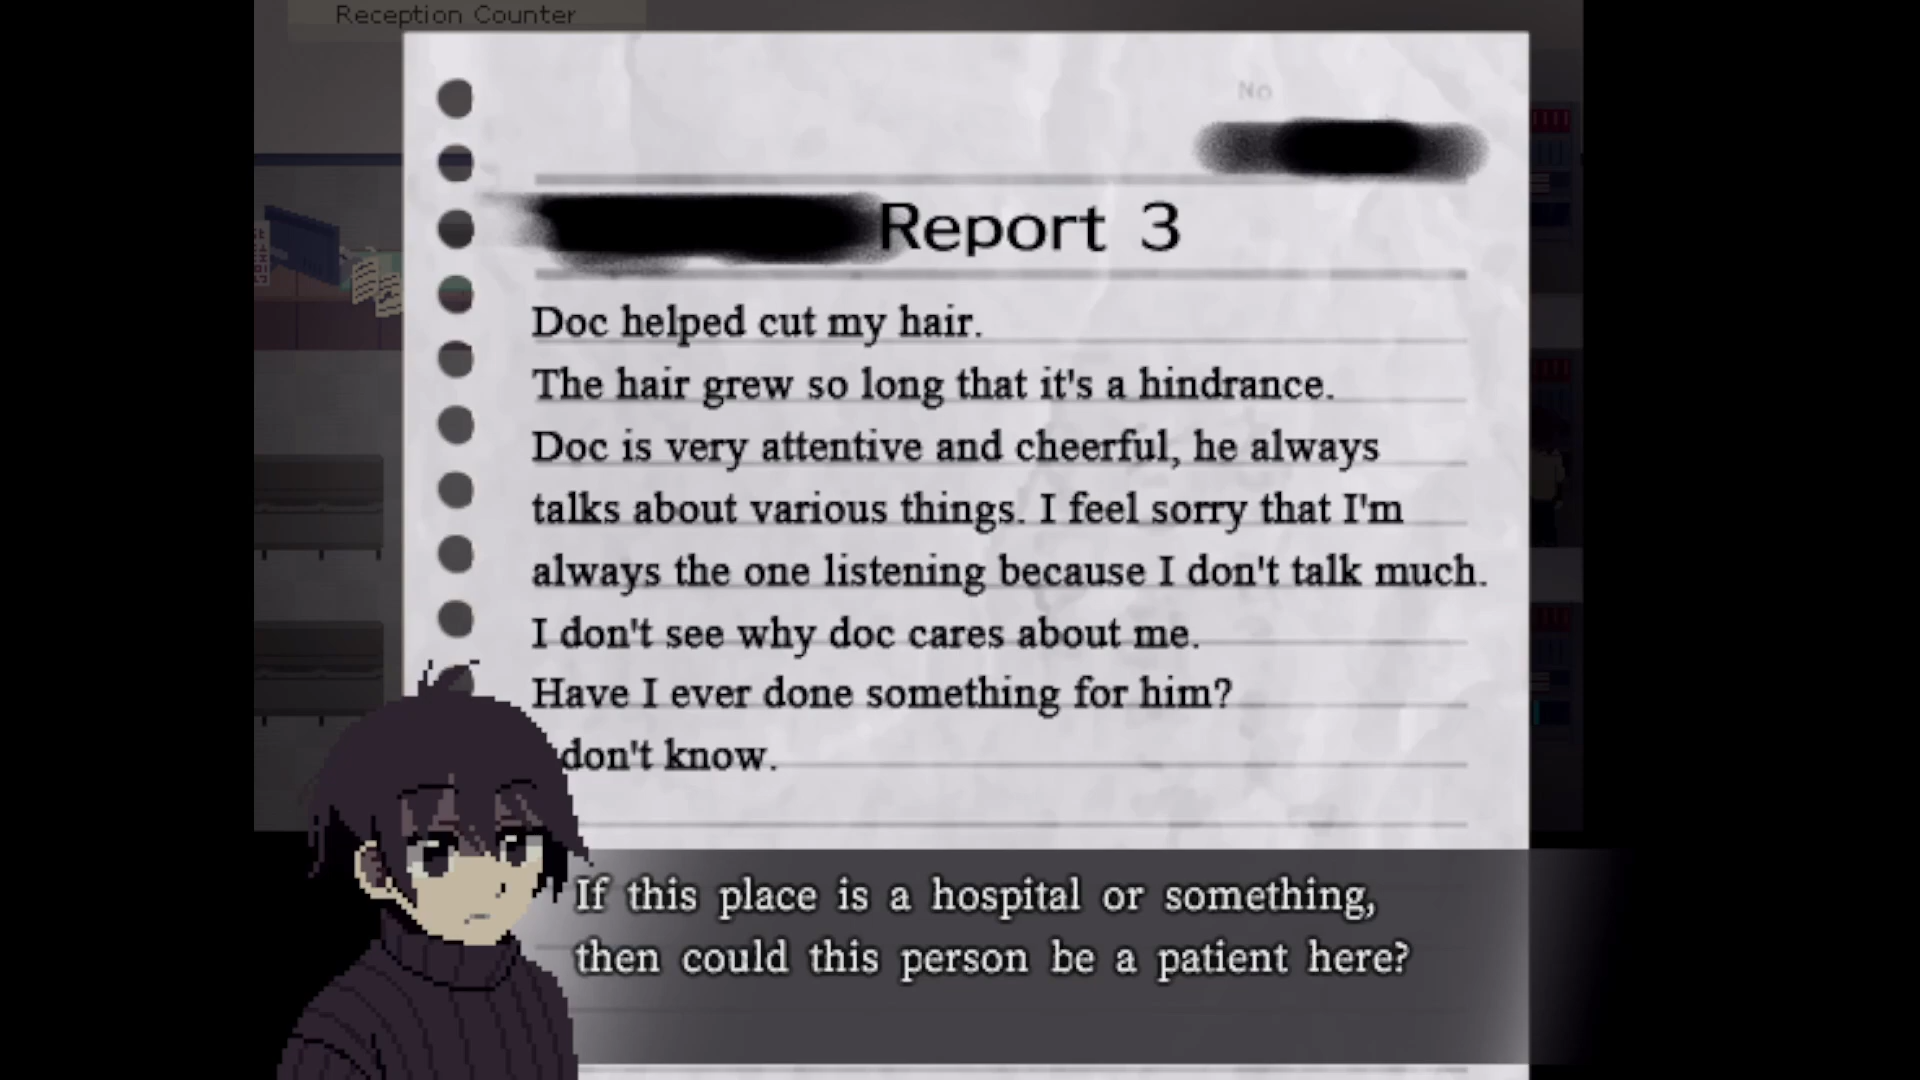 Reception Counter
No
Report 3
Doc helped cut my hair.
The hair grew so long that it's a hindrance.
Doc is very attentive and cheerful, he always
talks about various things. I feel sorry that I'm
always the one listening because I don't talk much.
I don't see why doc cares about me.
Have I ever done something for him?
don't know.
If this place is a hospital or something,
then could this person be a patient here?